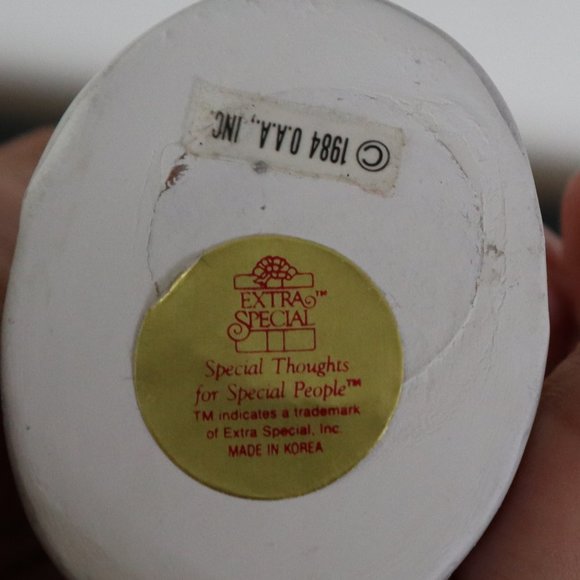 © 1984 O.A.A., INC.
EXTRA™
SPECIAL
Special Thoughts
for Special People™
TM indicates a trademark
of Extra Special, Inc.
MADE IN KOREA